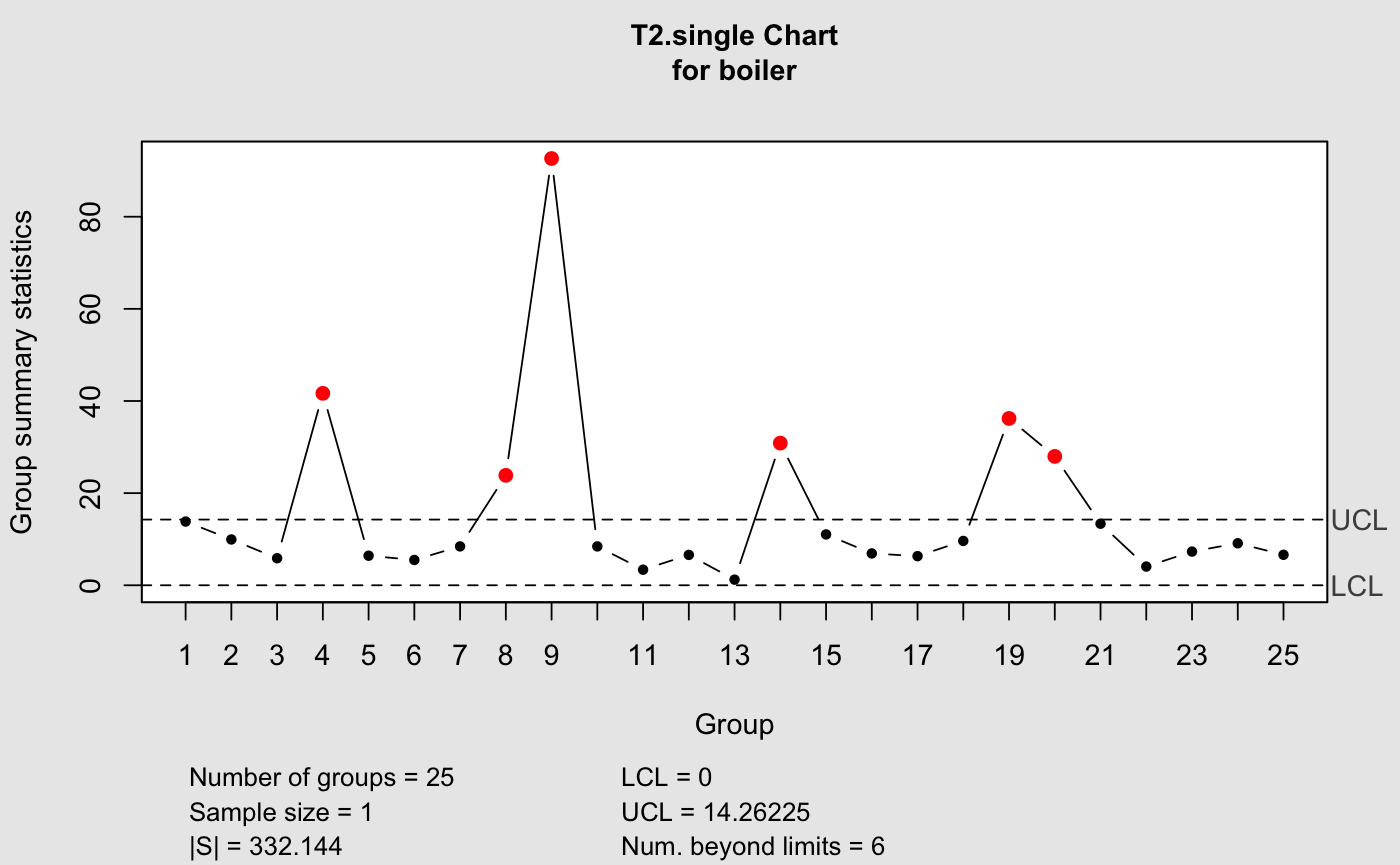 T2.single Chart
for boiler
Group summary statistics
80
60
40
20
0
UCL
LCL
1 2 3 4 5 6 7 8 9 11 13 15 17 19 21 23 25
Group
Number of groups = 25
Sample size = 1
|S| = 332.144
LCL = 0
UCL = 14.26225
Num. beyond limits = 6